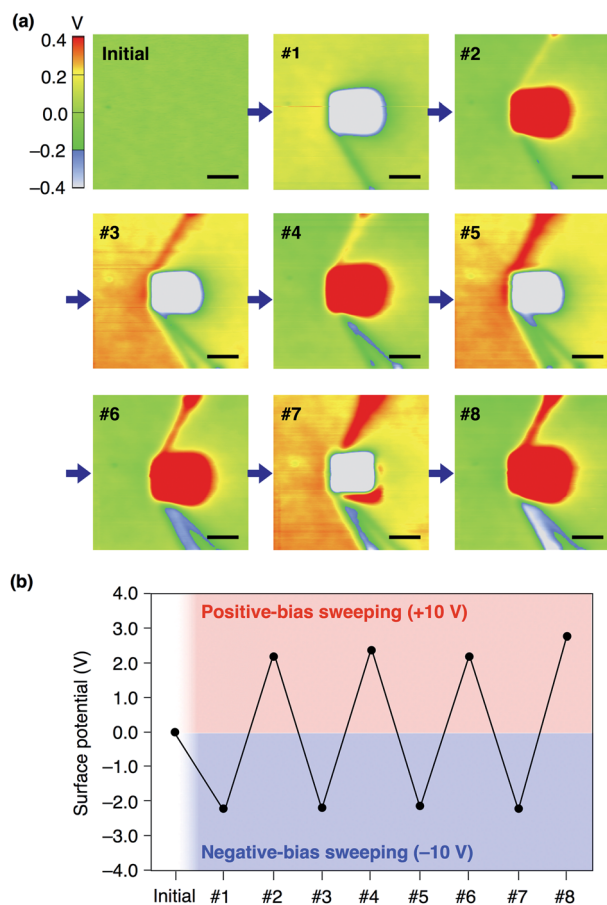 (a)
V
0.4
0.2
0.0
−0.2
−0.4
Initial
#1
#2
#3
#4
#5
#6
#7
#8
(b)
4.0
3.0
2.0
1.0
0.0
−1.0
−2.0
−3.0
−4.0
Surface potential (V)
Positive-bias sweeping (+10 V)
Negative-bias sweeping (−10 V)
Initial #1 #2 #3 #4 #5 #6 #7 #8